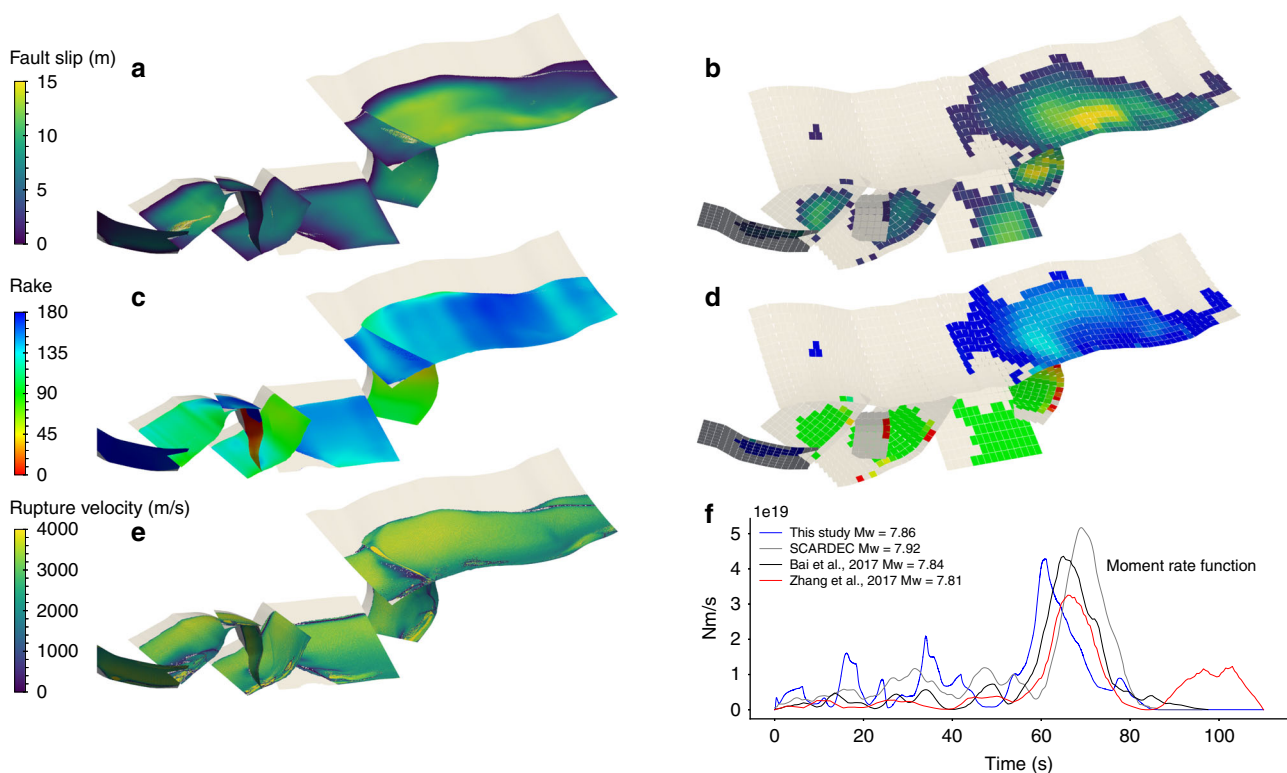 Fault slip (m)
a
b
15
10
5
0
Rake
c
d
180
135
90
45
0
Rupture velocity (m/s)
e
f
4000
3000
2000
1000
0
1e19
This study Mw = 7.86
SCARDEC Mw = 7.92
Bai et al., 2017 Mw = 7.84
Zhang et al., 2017 Mw = 7.81
Moment rate function
Nm/s
5
4
3
2
1
0
0 20 40 60 80 100
Time (s)